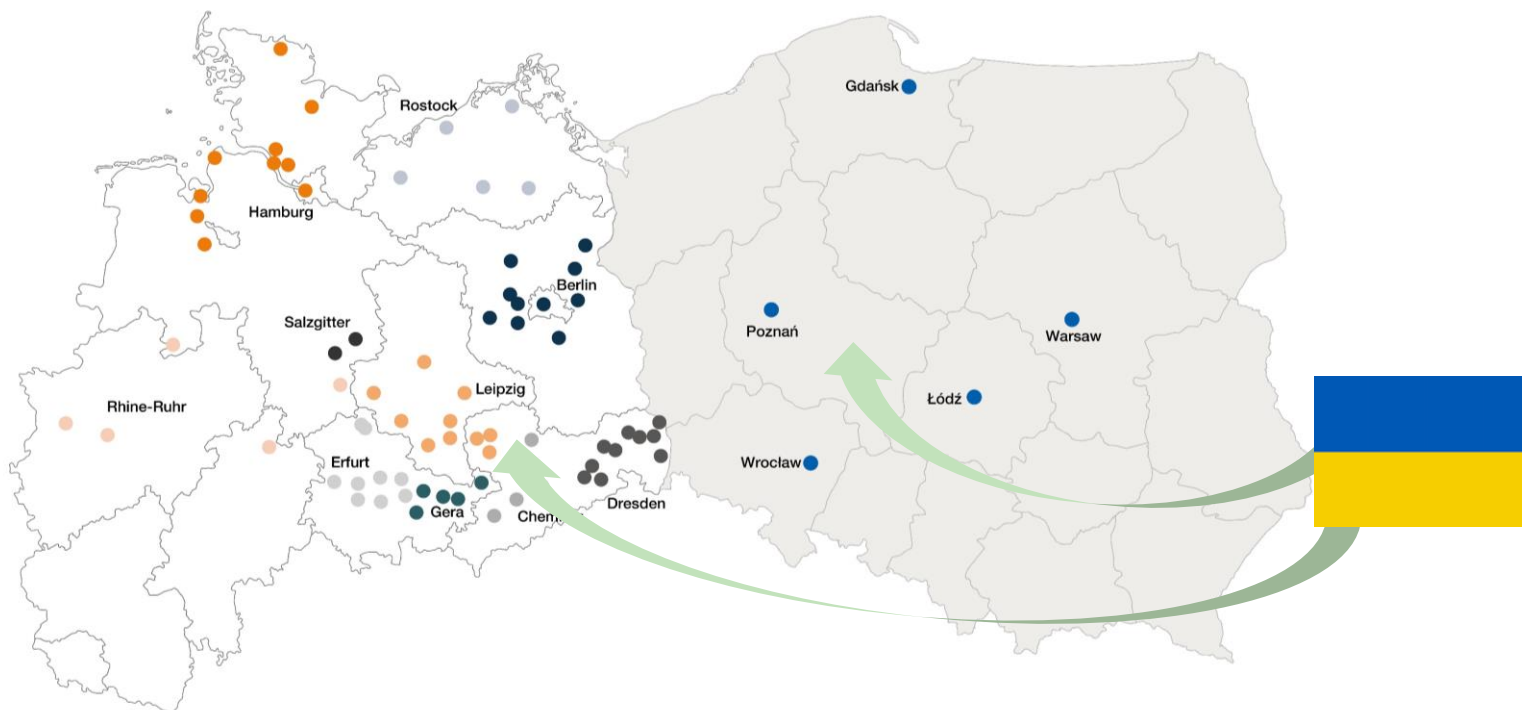 Gdańsk
Rostock
Hamburg
Berlin
Salzgitter
Poznań
Warsaw
Leipzig
Łódź
Rhine-Ruhr
Erfurt
Wrocław
Dresden
Gera